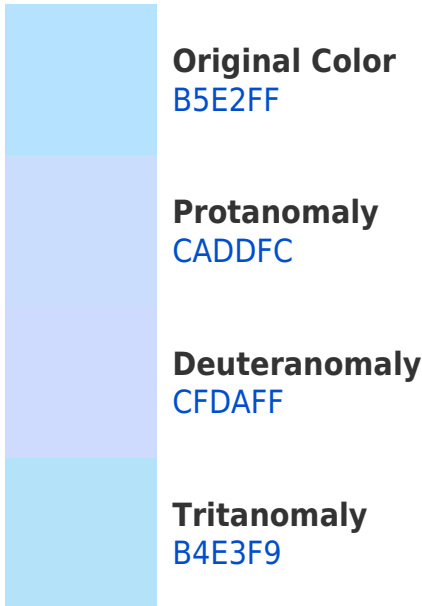 Original Color
B5E2FF
Protanomaly
CADDFC
Deuteranomaly
CFDAFF
Tritanomaly
B4E3F9